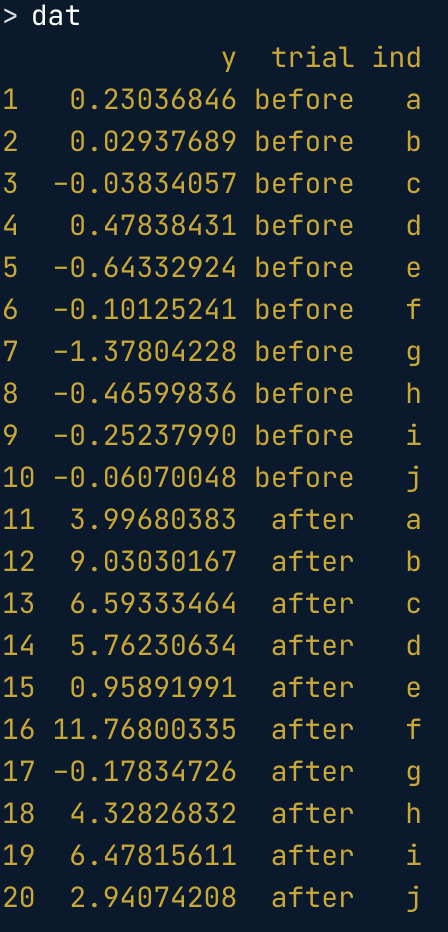 > dat
y trial ind
1 0.23036846 before a
2 0.02937689 before b
3 -0.03834057 before c
4 0.47838431 before d
5 -0.64332924 before e
6 -0.10125241 before f
7 -1.37804228 before g
8 -0.46599836 before h
9 -0.25237990 before i
10 -0.06070048 before j
11 3.99680383 after a
12 9.03030167 after b
13 6.59333464 after c
14 5.76230634 after d
15 0.95891991 after e
16 11.76800335 after f
17 -0.17834726 after g
18 4.32826832 after h
19 6.47815611 after i
20 2.94074208 after j